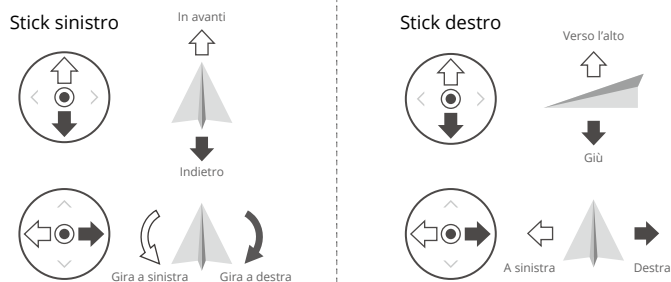 Stick sinistro
In avanti
Indietro
Gira a sinistra
Gira a destra
Stick destro
Verso l'alto
Giù
A sinistra
Destra